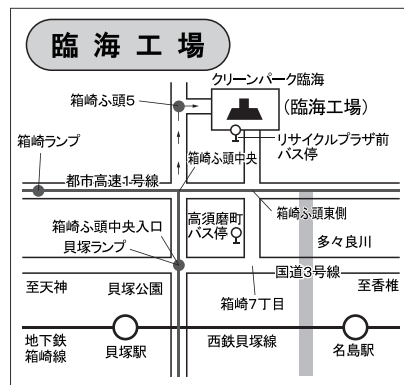 臨海工場
クリーンパーク臨海
箱崎ふ頭5
(臨海工場)
リサイクルプラザ前
バス停
箱崎ランプ
箱崎ふ頭中央
都市高速1号線
箱崎ふ頭東側
高須磨町
バス停
箱崎ふ頭中央入口
貝塚ランプ
多々良川
国道3号線
至天神
貝塚公園
至香椎
箱崎7丁目
地下鉄
箱崎線
貝塚駅
西鉄貝塚線
名島駅